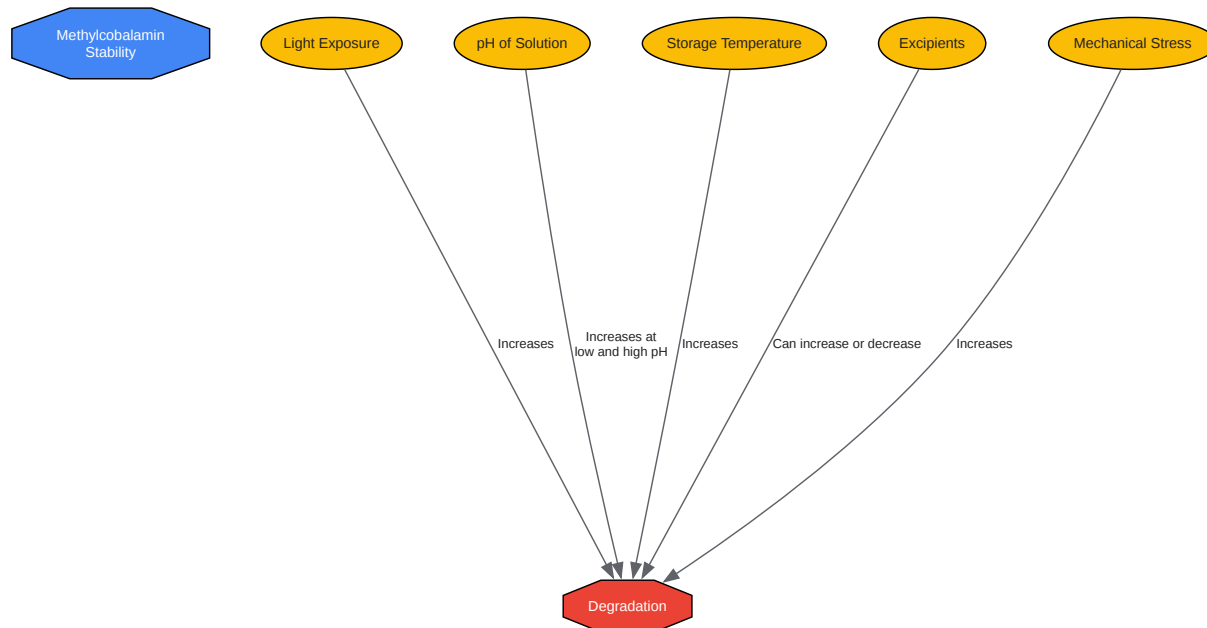 Methylcobalamin
Stability
Light Exposure
pH of Solution
Storage Temperature
Excipients
Mechanical Stress
Increases
Increases at
low and high pH
Increases
Can increase or decrease
Increases
Degradation